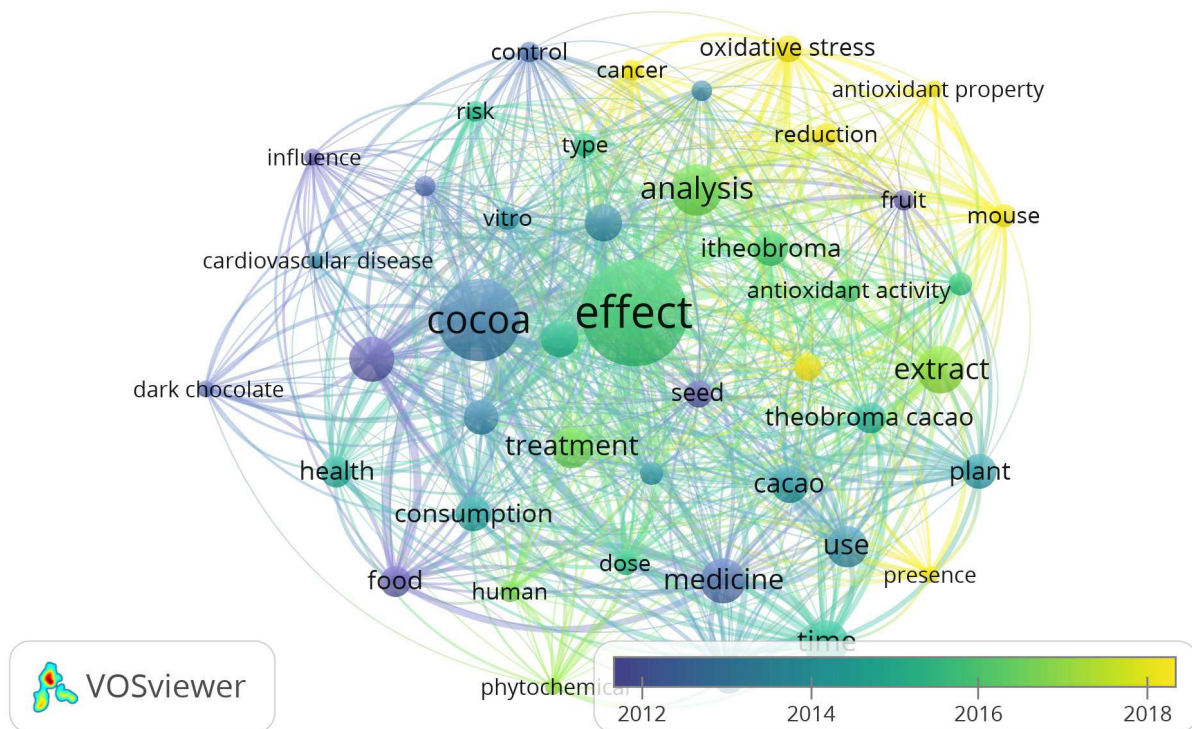 control
oxidative stress
cancer
antioxidant property
risk
reduction
type
influence
analysis
fruit
mouse
vitro
itheobroma
cardiovascular disease
antioxidant activity
effect
cocoa
extract
dark chocolate
seed
theobroma cacao
treatment
health
plant
cacao
consumption
use
dose
presence
food
medicine
human
time
phytochemical
VOSviewer
2012
2014
2016
2018